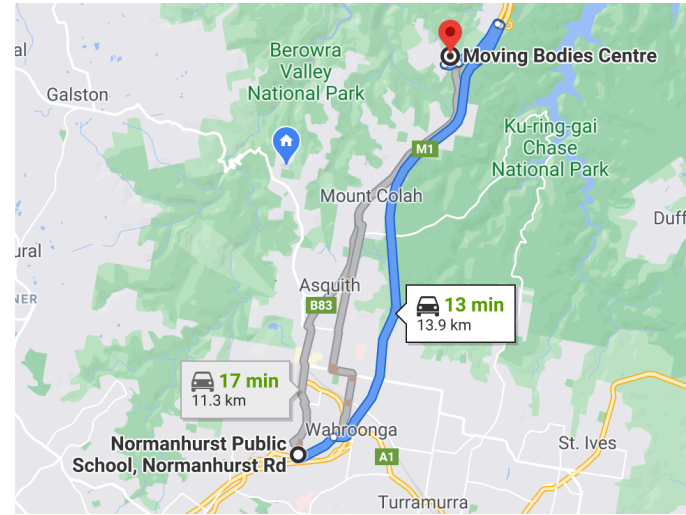 al
Berowra
Valley
National Park
Moving Bodies Centre
Galston
M1
Ku-ring-gai
Chase
National Park
Mount Colah
Duff
ural
Asquith
NER
B83
13 min
13.9 km
17 min
11.3 km
Wahroonga
Normanhurst Public
School, Normanhurst Rd
A1
St. Ives
Turramurra